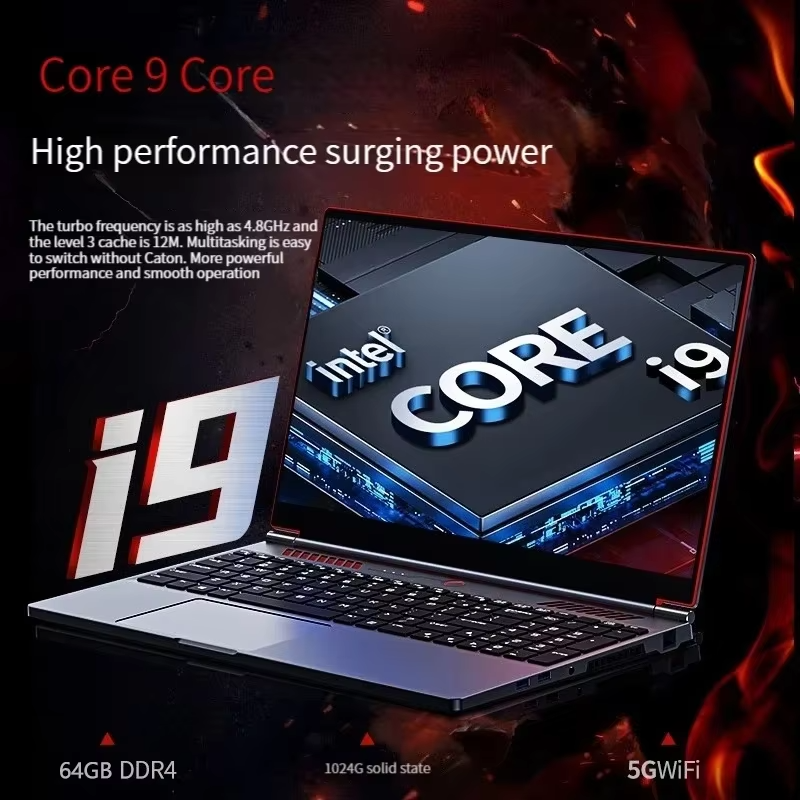 Core 9 Core
High performance surging power
The turbo frequency is as high as 4.8GHz and
the level 3 cache is 12M. Multitasking is easy
to switch without Caton. More powerful
performance and smooth operation
intel®
CORE
i9
i9
64GB DDR4
1024G solid state
5GWiFi